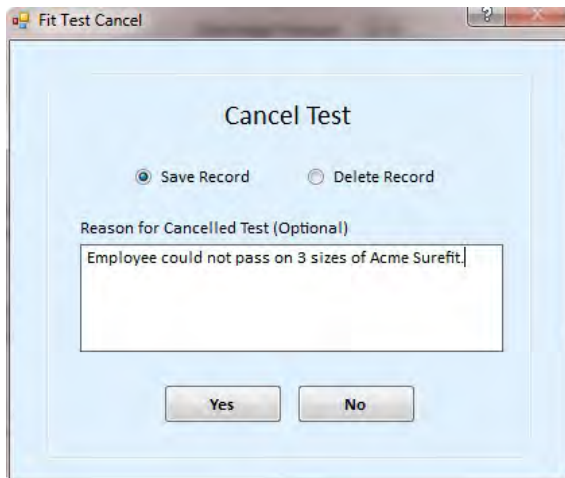 Fit Test Cancel
Cancel Test
Save Record Delete Record
Reason for Cancelled Test (Optional)
Employee could not pass on 3 sizes of Acme Surefit.
Yes No